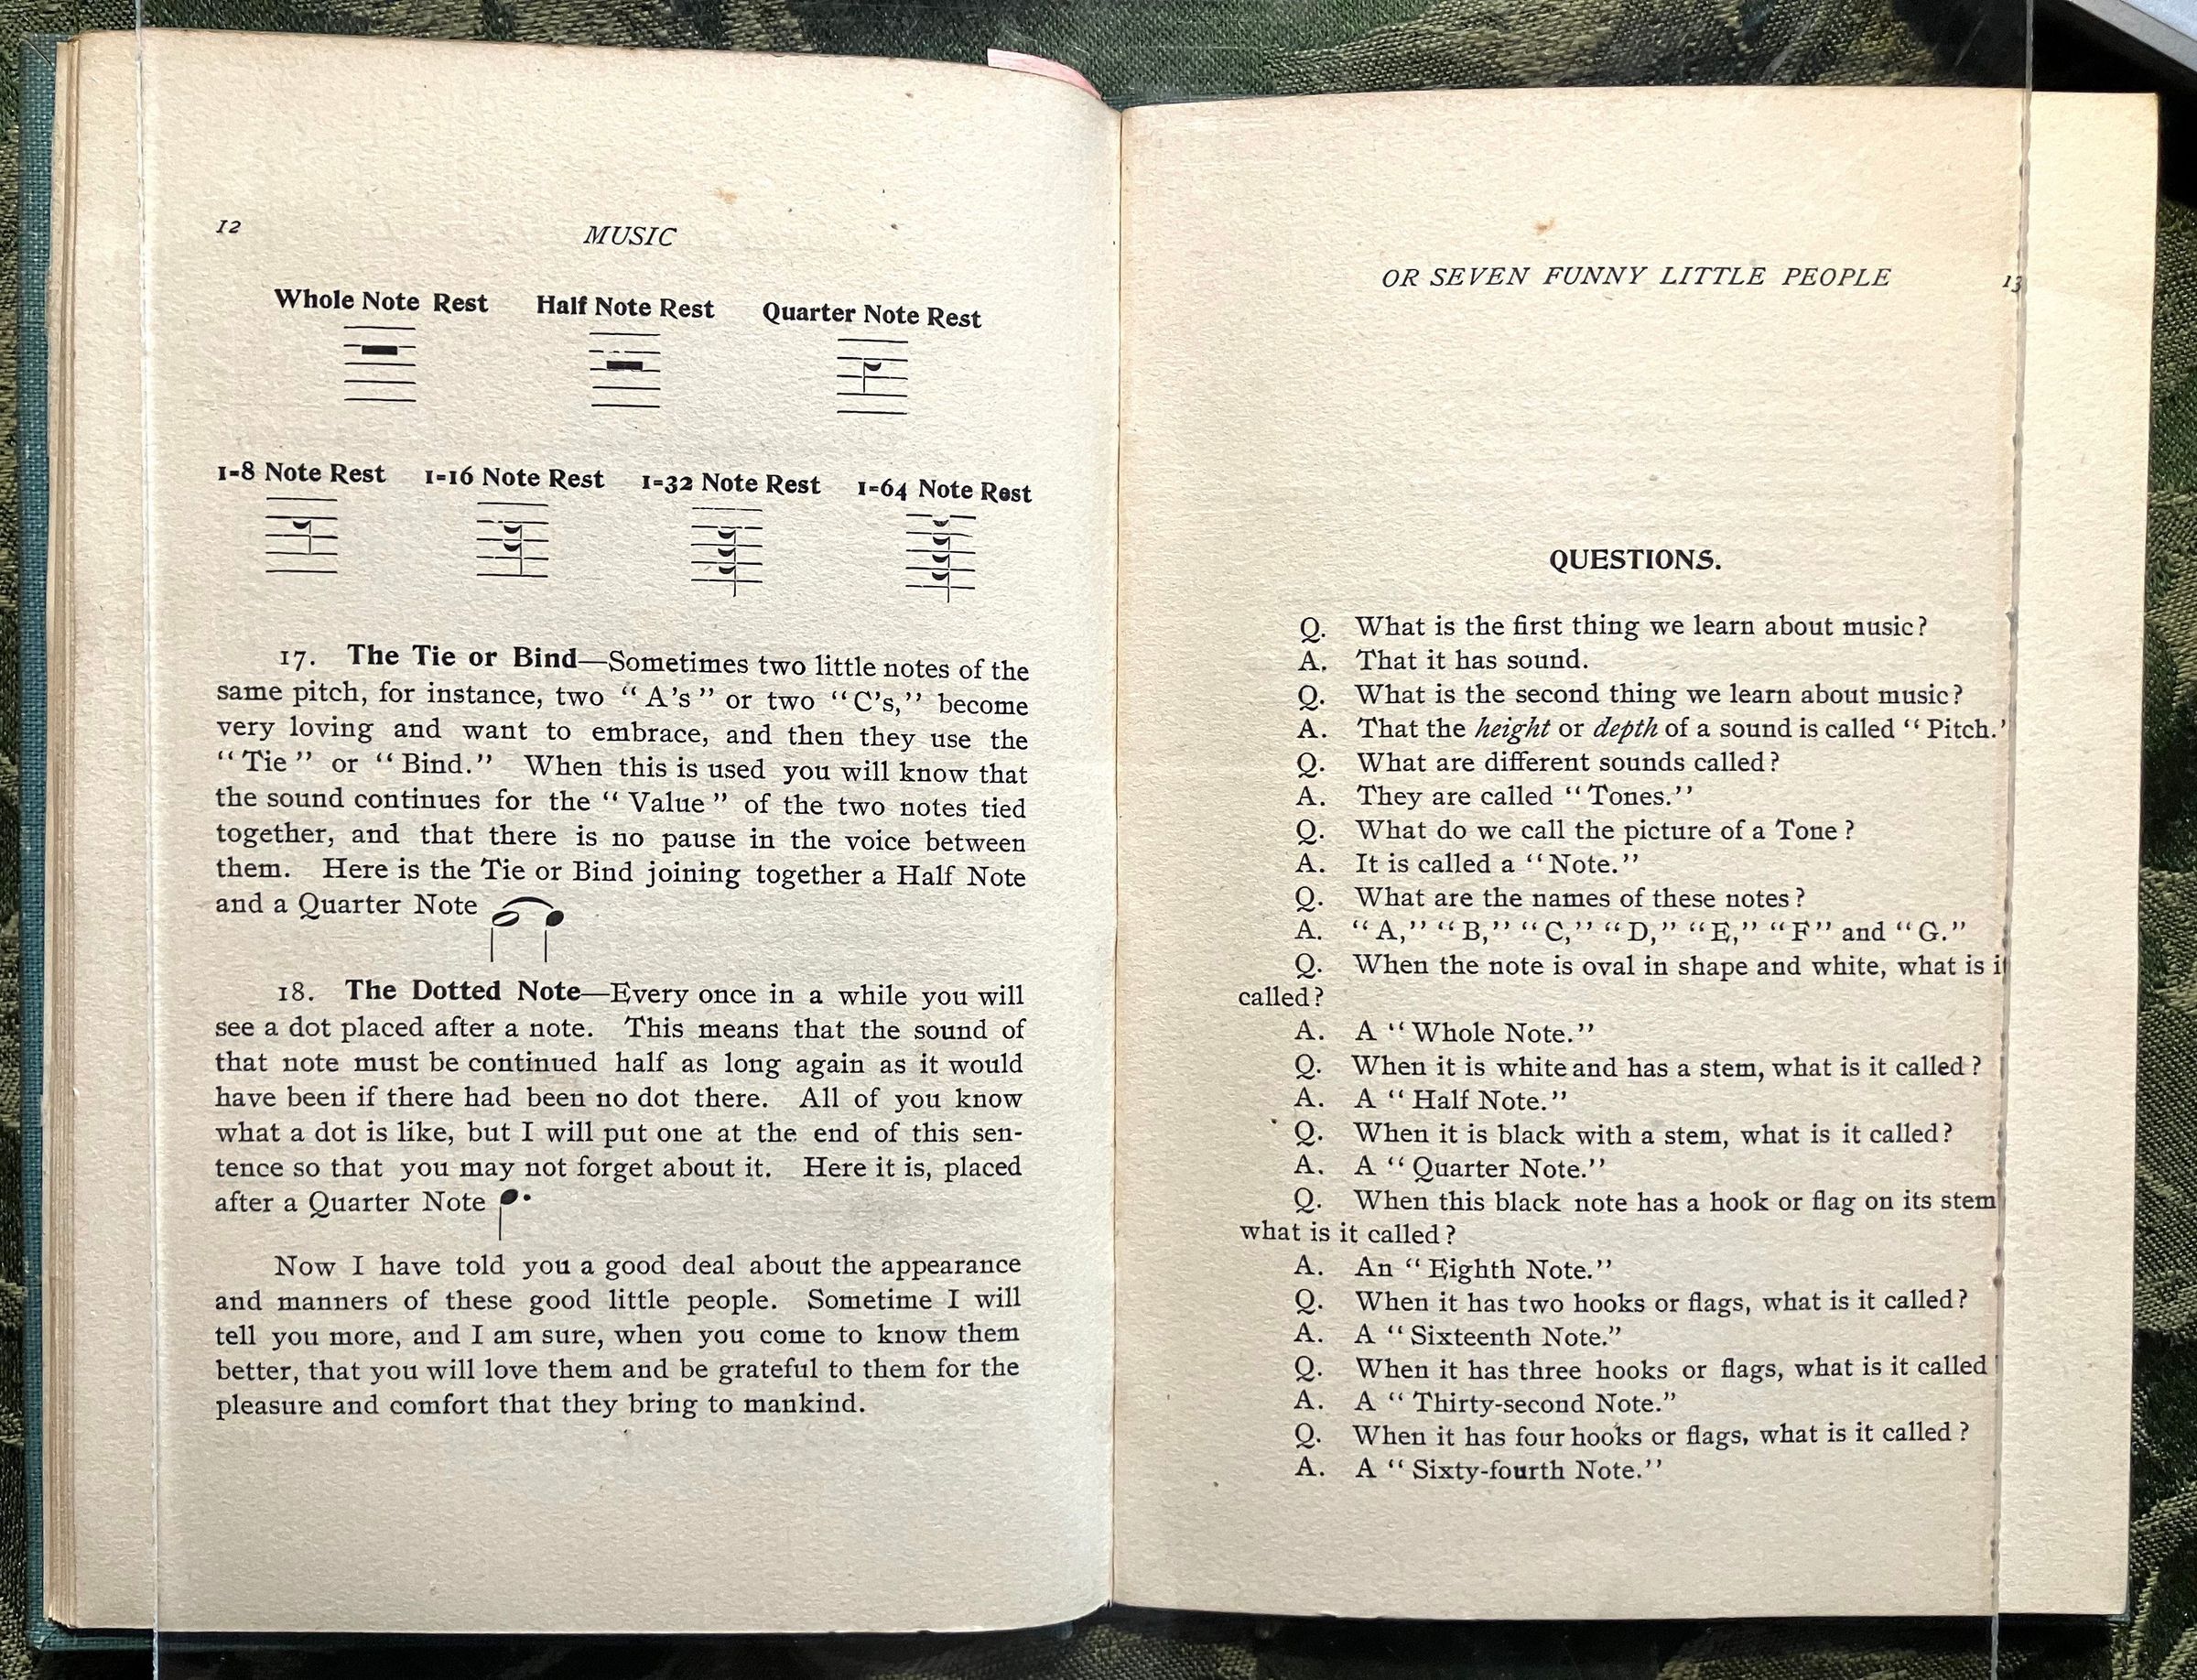 12
MUSIC
Whole Note Rest Half Note Rest Quarter Note Rest
1-8 Note Rest 1-16 Note Rest 1-32 Note Rest 1-64 Note Rest
17. The Tie or Bind—Sometimes two little notes of the
same pitch, for instance, two “A's” or two “C's,” become
very loving and want to embrace, and then they use the
“Tie” or “Bind.” When this is used you will know that
the sound continues for the “Value” of the two notes tied
together, and that there is no pause in the voice between
them. Here is the Tie or Bind joining together a Half Note
and a Quarter Note
18. The Dotted Note—Every once in a while you will
see a dot placed after a note. This means that the sound of
that note must be continued half as long again as it would
have been if there had been no dot there. All of you know
what a dot is like, but I will put one at the end of this sen-
tence so that you may not forget about it. Here it is, placed
after a Quarter Note
Now I have told you a good deal about the appearance
and manners of these good little people. Sometime I will
tell you more, and I am sure, when you come to know them
better, that you will love them and be grateful to them for the
pleasure and comfort that they bring to mankind.
OR SEVEN FUNNY LITTLE PEOPLE
13
QUESTIONS.
Q. What is the first thing we learn about music?
A. That it has sound.
Q. What is the second thing we learn about music?
A. That the height or depth of a sound is called “Pitch.'
Q. What are different sounds called?
A. They are called “Tones.”
Q. What do we call the picture of a Tone?
A. It is called a “Note.”
Q. What are the names of these notes?
A. “A,” “B,” “C,” “D,” “E,” “F” and “G.”
Q. When the note is oval in shape and white, what is it
called?
A. A “Whole Note.”
Q. When it is white and has a stem, what is it called?
A. A “Half Note.”
Q. When it is black with a stem, what is it called?
A. A “Quarter Note.”
Q. When this black note has a hook or flag on its stem
what is it called?
A. An “Eighth Note.”
Q. When it has two hooks or flags, what is it called?
A. A “Sixteenth Note.”
Q. When it has three hooks or flags, what is it called
A. A “Thirty-second Note.”
Q. When it has four hooks or flags, what is it called?
A. A “Sixty-fourth Note.”